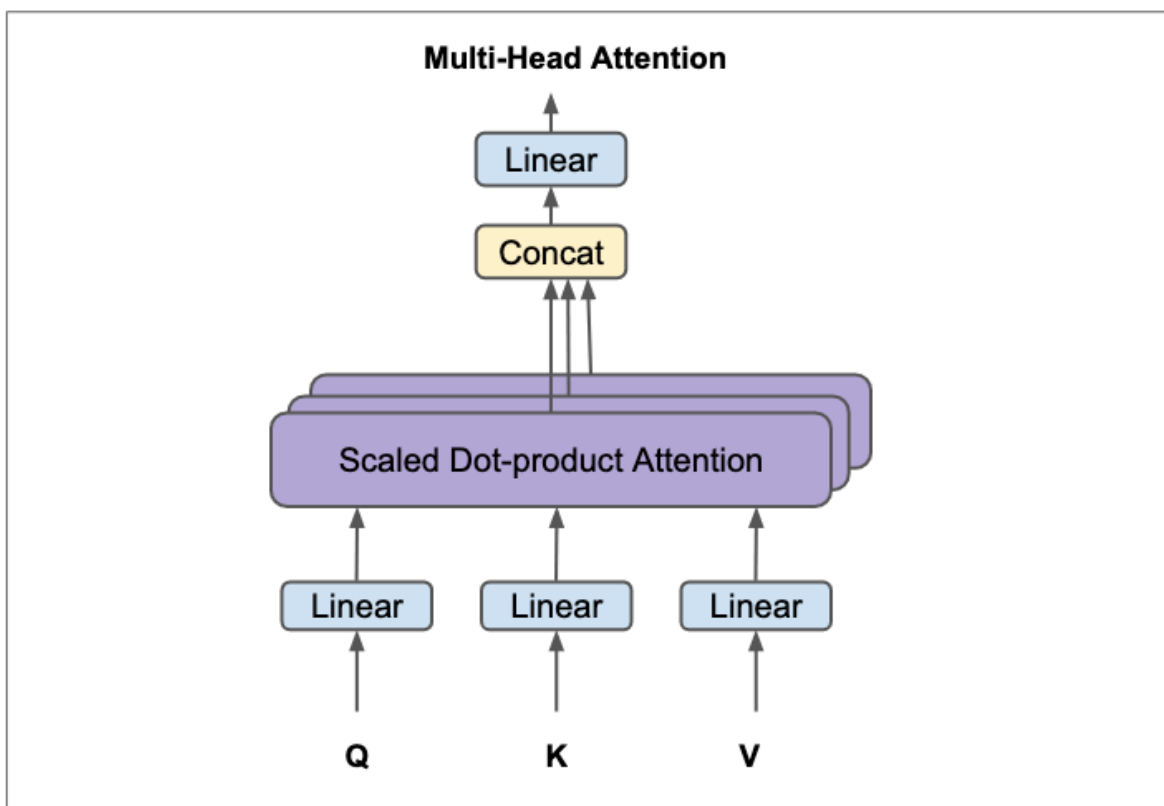 Multi-Head Attention
Linear
Concat
Scaled Dot-product Attention
Linear Linear Linear
Q K V